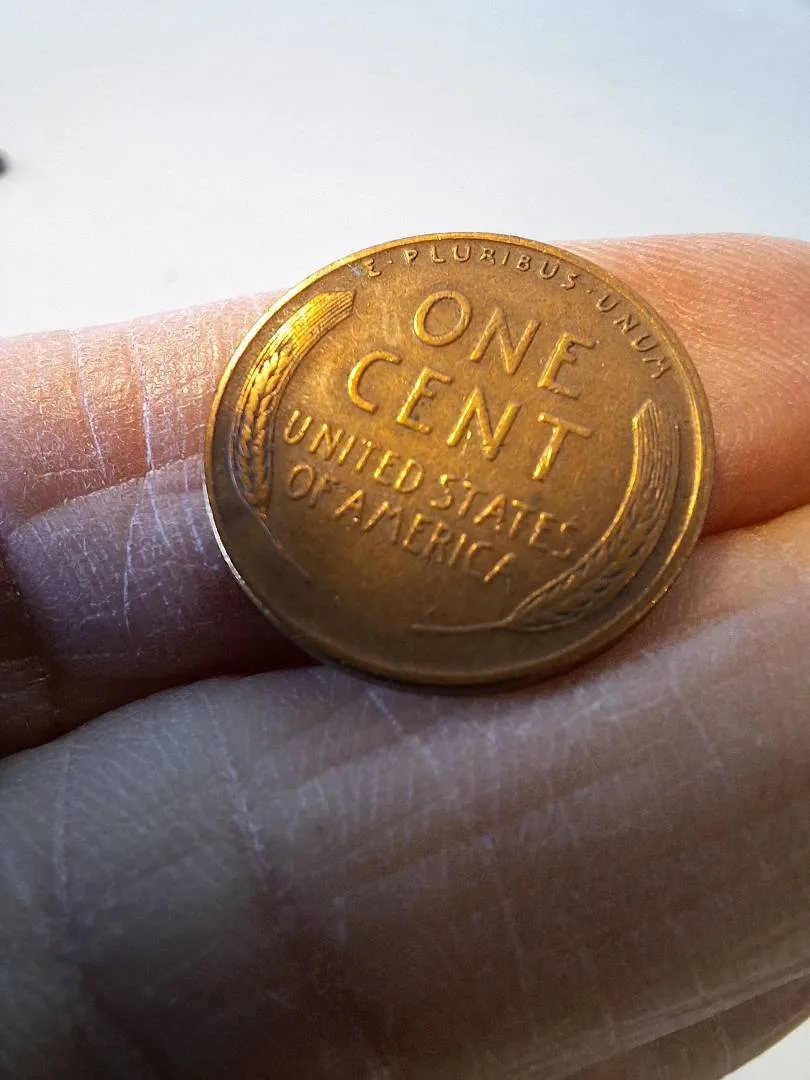 E·PLURIBUS·UNUM
ONE
CENT
UNITED STATES
OF AMERICA